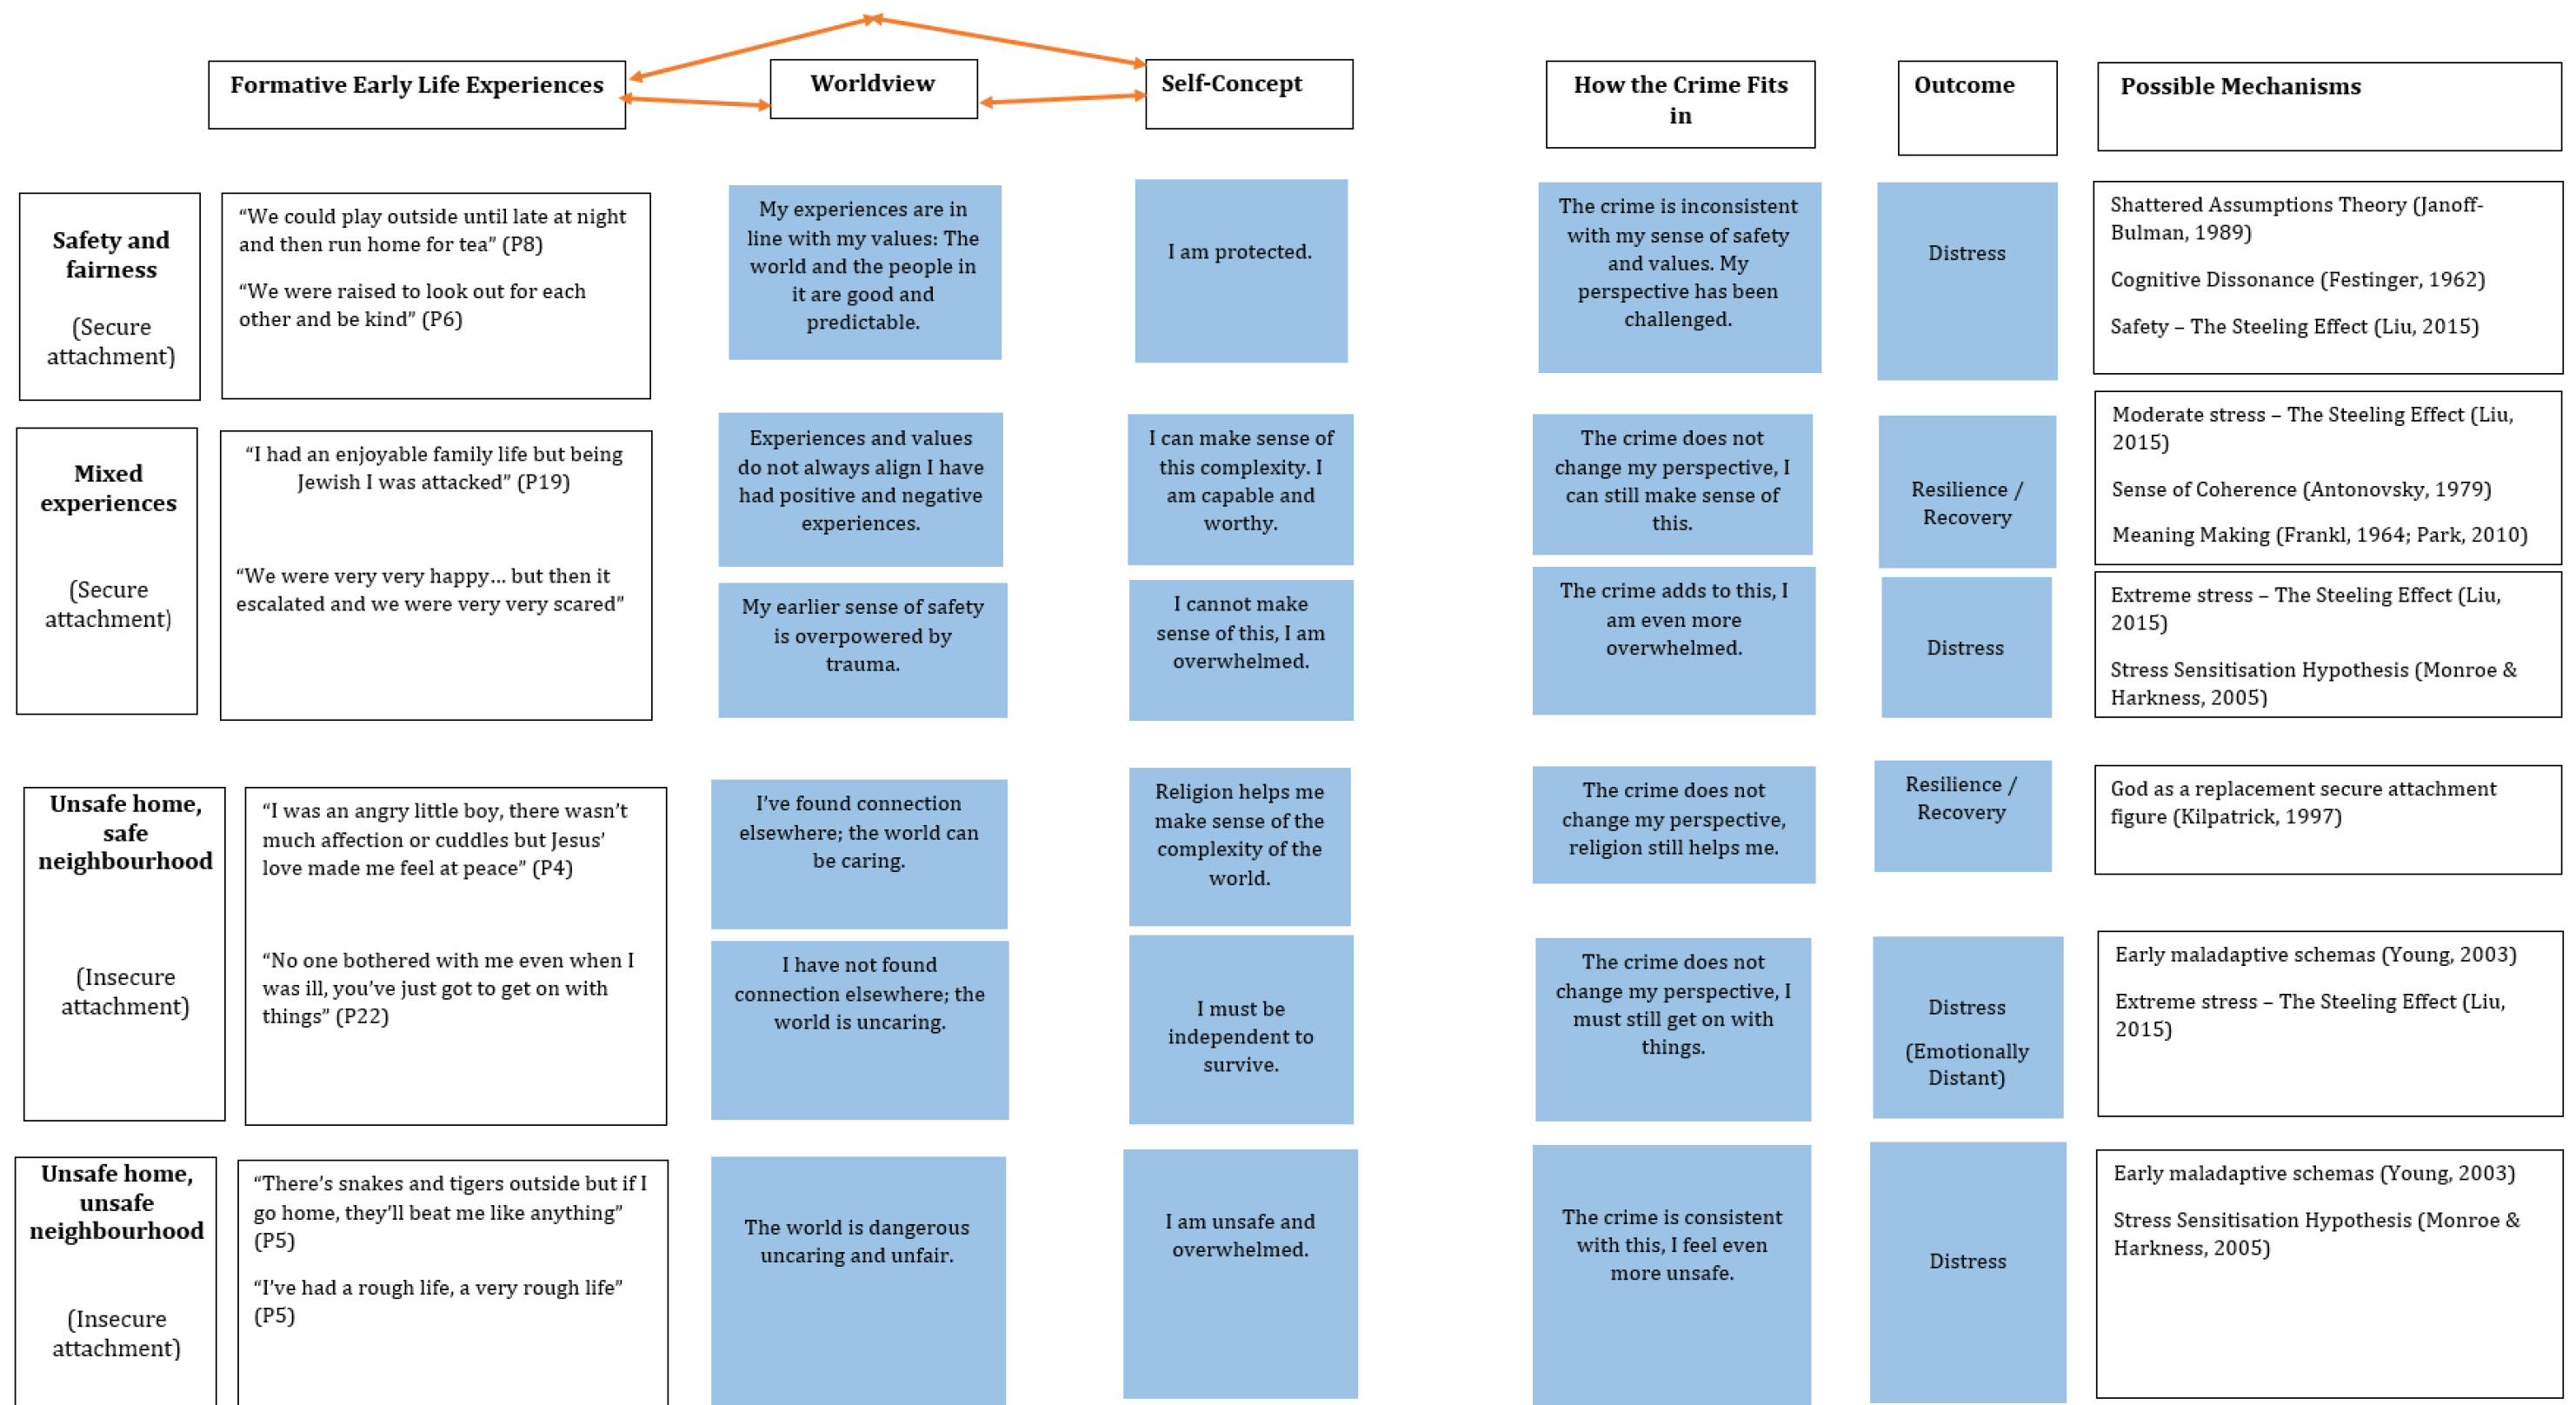 Formative Early Life Experiences
Worldview
Self-Concept
How the Crime Fits
in
Outcome
Possible Mechanisms
Safety and
fairness
(Secure
attachment)
“We could play outside until late at night
and then run home for tea” (P8)
“We were raised to look out for each
other and be kind” (P6)
My experiences are in
line with my values: The
world and the people in
it are good and
predictable.
I am protected.
The crime is inconsistent
with my sense of safety
and values. My
perspective has been
challenged.
Distress
Shattered Assumptions Theory (Janoff-
Bulman, 1989)
Cognitive Dissonance (Festinger, 1962)
Safety – The Steeling Effect (Liu, 2015)
Mixed
experiences
(Secure
attachment)
“I had an enjoyable family life but being
Jewish I was attacked” (P19)
“We were very very happy... but then it
escalated and we were very very scared”
Experiences and values
do not always align I have
had positive and negative
experiences.
I can make sense of
this complexity. I
am capable and
worthy.
The crime does not
change my perspective, I
can still make sense of
this.
Resilience /
Recovery
Moderate stress – The Steeling Effect (Liu,
2015)
Sense of Coherence (Antonovsky, 1979)
Meaning Making (Frankl, 1964; Park, 2010)
My earlier sense of safety
is overpowered by
trauma.
I cannot make
sense of this, I am
overwhelmed.
The crime adds to this, I
am even more
overwhelmed.
Distress
Extreme stress – The Steeling Effect (Liu,
2015)
Stress Sensitisation Hypothesis (Monroe &
Harkness, 2005)
Unsafe home,
safe
neighbourhood
(Insecure
attachment)
“I was an angry little boy, there wasn’t
much affection or cuddles but Jesus’
love made me feel at peace” (P4)
“No one bothered with me even when I
was ill, you’ve just got to get on with
things” (P22)
I’ve found connection
elsewhere; the world can
be caring.
Religion helps me
make sense of the
complexity of the
world.
The crime does not
change my perspective,
religion still helps me.
Resilience /
Recovery
God as a replacement secure attachment
figure (Kilpatrick, 1997)
I have not found
connection elsewhere; the
world is uncaring.
I must be
independent to
survive.
The crime does not
change my perspective, I
must still get on with
things.
Distress
(Emotionally
Distant)
Early maladaptive schemas (Young, 2003)
Extreme stress – The Steeling Effect (Liu,
2015)
Unsafe home,
unsafe
neighbourhood
(Insecure
attachment)
“There’s snakes and tigers outside but if I
go home, they’ll beat me like anything”
(P5)
“I’ve had a rough life, a very rough life”
(P5)
The world is dangerous
uncaring and unfair.
I am unsafe and
overwhelmed.
The crime is consistent
with this, I feel even
more unsafe.
Distress
Early maladaptive schemas (Young, 2003)
Stress Sensitisation Hypothesis (Monroe &
Harkness, 2005)